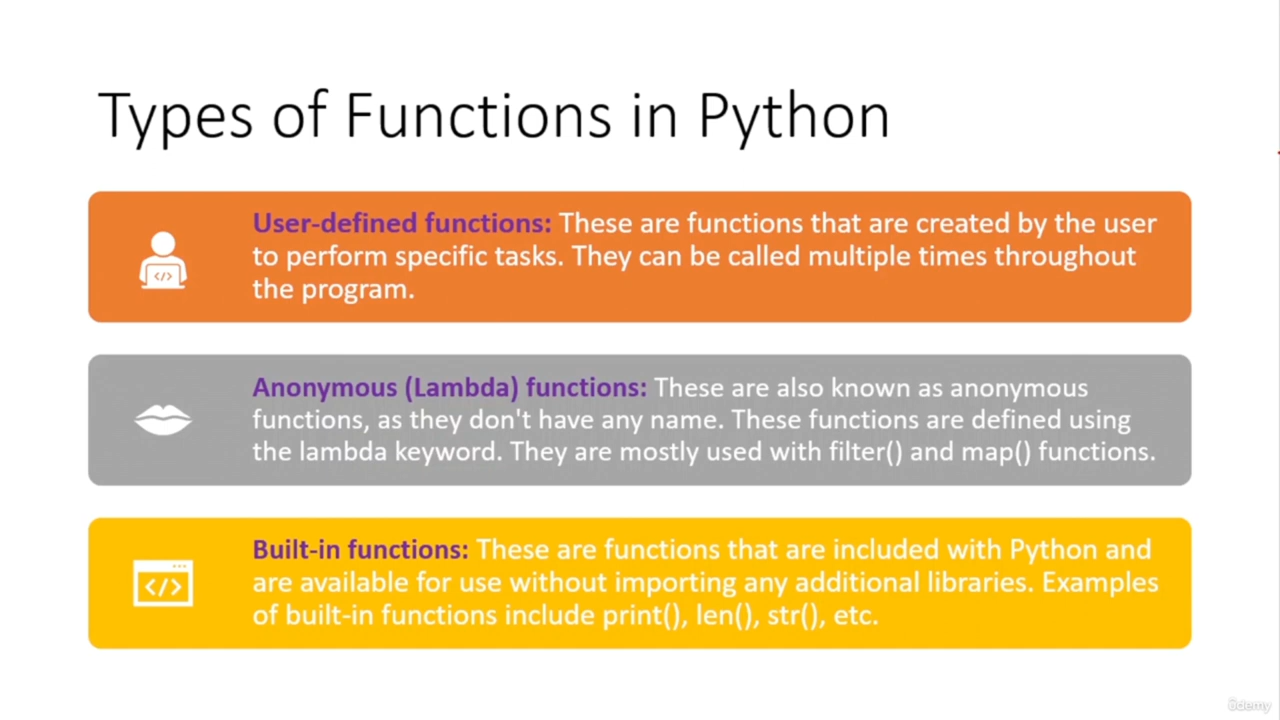 Types of Functions in Python
User-defined functions: These are functions that are created by the user
to perform specific tasks. They can be called multiple times throughout
the program.
</>
Anonymous (Lambda) functions: These are also known as anonymous
functions, as they don't have any name. These functions are defined using
the lambda keyword. They are mostly used with filter() and map() functions.
Built-in functions: These are functions that are included with Python and
are available for use without importing any additional libraries. Examples
of built-in functions include print(), len(), str(), etc.
</>
ûdemy